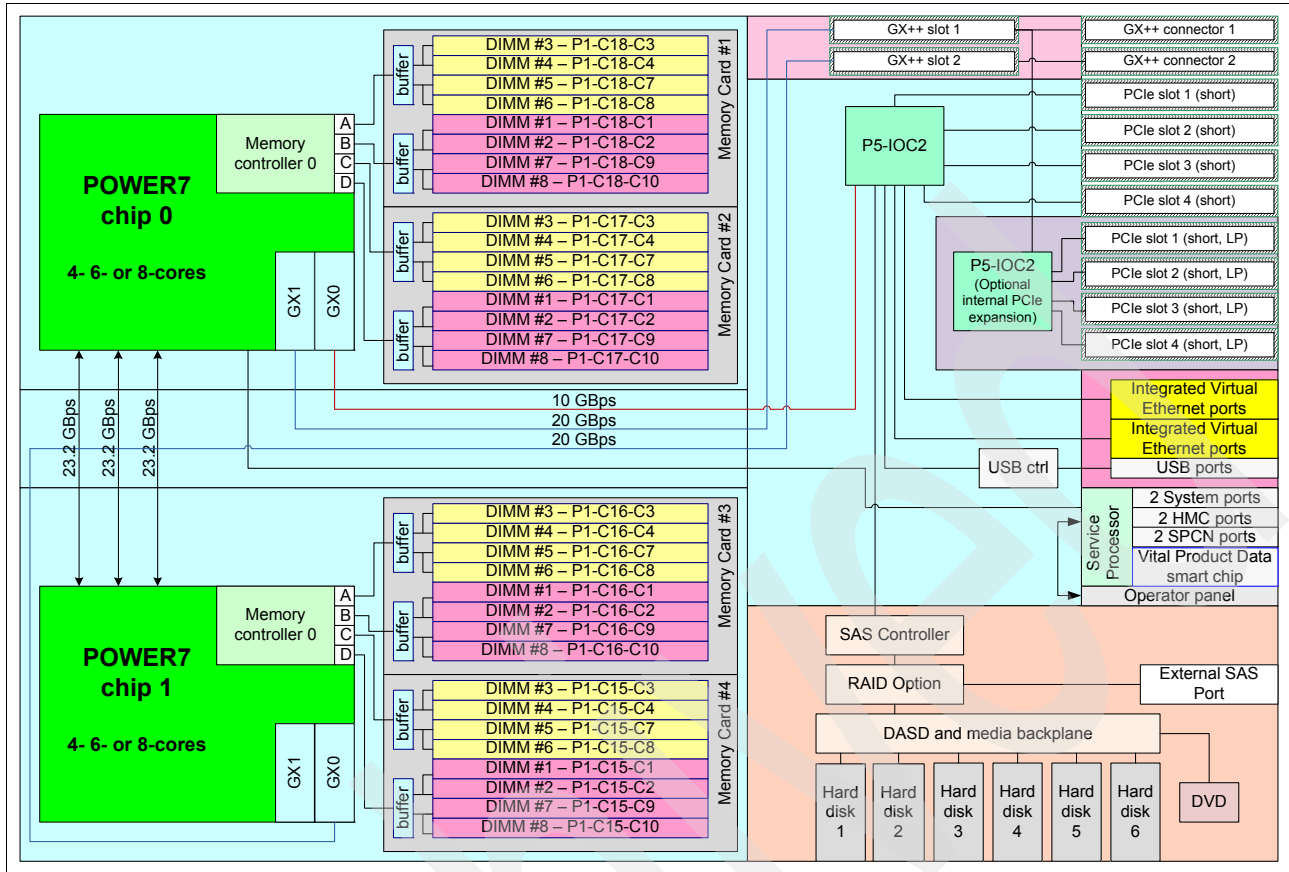 POWER7
chip 0
4- 6- or 8-cores
Memory
controller 0
A
B
C
D
GX1
GX0
buffer
DIMM #3 – P1-C18-C3
DIMM #4 – P1-C18-C4
DIMM #5 – P1-C18-C7
DIMM #6 – P1-C18-C8
buffer
DIMM #1 – P1-C18-C1
DIMM #2 – P1-C18-C2
DIMM #7 – P1-C18-C9
DIMM #8 – P1-C18-C10
Memory Card #1
buffer
DIMM #3 – P1-C17-C3
DIMM #4 – P1-C17-C4
DIMM #5 – P1-C17-C7
DIMM #6 – P1-C17-C8
buffer
DIMM #1 – P1-C17-C1
DIMM #2 – P1-C17-C2
DIMM #7 – P1-C17-C9
DIMM #8 – P1-C17-C10
Memory Card #2
23.2 GBps
23.2 GBps
23.2 GBps
10 GBps
20 GBps
20 GBps
POWER7
chip 1
4- 6- or 8-cores
Memory
controller 0
A
B
C
D
GX1
GX0
buffer
DIMM #3 – P1-C16-C3
DIMM #4 – P1-C16-C4
DIMM #5 – P1-C16-C7
DIMM #6 – P1-C16-C8
buffer
DIMM #1 – P1-C16-C1
DIMM #2 – P1-C16-C2
DIMM #7 – P1-C16-C9
DIMM #8 – P1-C16-C10
Memory Card #3
buffer
DIMM #3 – P1-C15-C3
DIMM #4 – P1-C15-C4
DIMM #5 – P1-C15-C7
DIMM #6 – P1-C15-C8
buffer
DIMM #1 – P1-C15-C1
DIMM #2 – P1-C15-C2
DIMM #7 – P1-C15-C9
DIMM #8 – P1-C15-C10
Memory Card #4
GX++ slot 1
GX++ connector 1
GX++ slot 2
GX++ connector 2
P5-IOC2
PCIe slot 1 (short)
PCIe slot 2 (short)
PCIe slot 3 (short)
PCIe slot 4 (short)
P5-IOC2
(Optional
internal PCIe
expansion)
PCIe slot 1 (short, LP)
PCIe slot 2 (short, LP)
PCIe slot 3 (short, LP)
PCIe slot 4 (short, LP)
Integrated Virtual
Ethernet ports
Integrated Virtual
Ethernet ports
USB ctrl
USB ports
Service
Processor
2 System ports
2 HMC ports
2 SPCN ports
Vital Product Data
smart chip
Operator panel
SAS Controller
RAID Option
External SAS
Port
DASD and media backplane
Hard
disk
1
Hard
disk
2
Hard
disk
3
Hard
disk
4
Hard
disk
5
Hard
disk
6
DVD